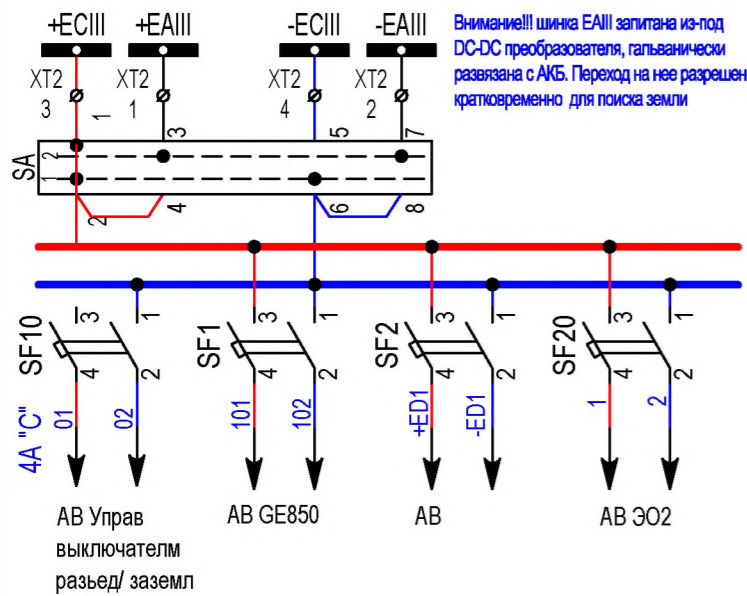 +ECIII +EAIII -ECIII -EAIII
Внимание!!! шинка EAIII запитана из-под
DC-DC преобразователя, гальванически
развязана с АКБ. Переход на нее разрешен
кратковременно для поиска земли
XT2 XT2 XT2 XT2
3 1 4 2
1 3 5 7
SA
2
1
2 4 6 8
SF10 3 1 SF1 3 1 SF2 3 1 SF20 3 1
4 2 4 2 4 2 4 2
4A "C" 01 02 101 102 +ED1 -ED1 1 2
АВ Управ
выключателм
разьед/ заземл
АВ GE850
АВ
АВ ЭО2